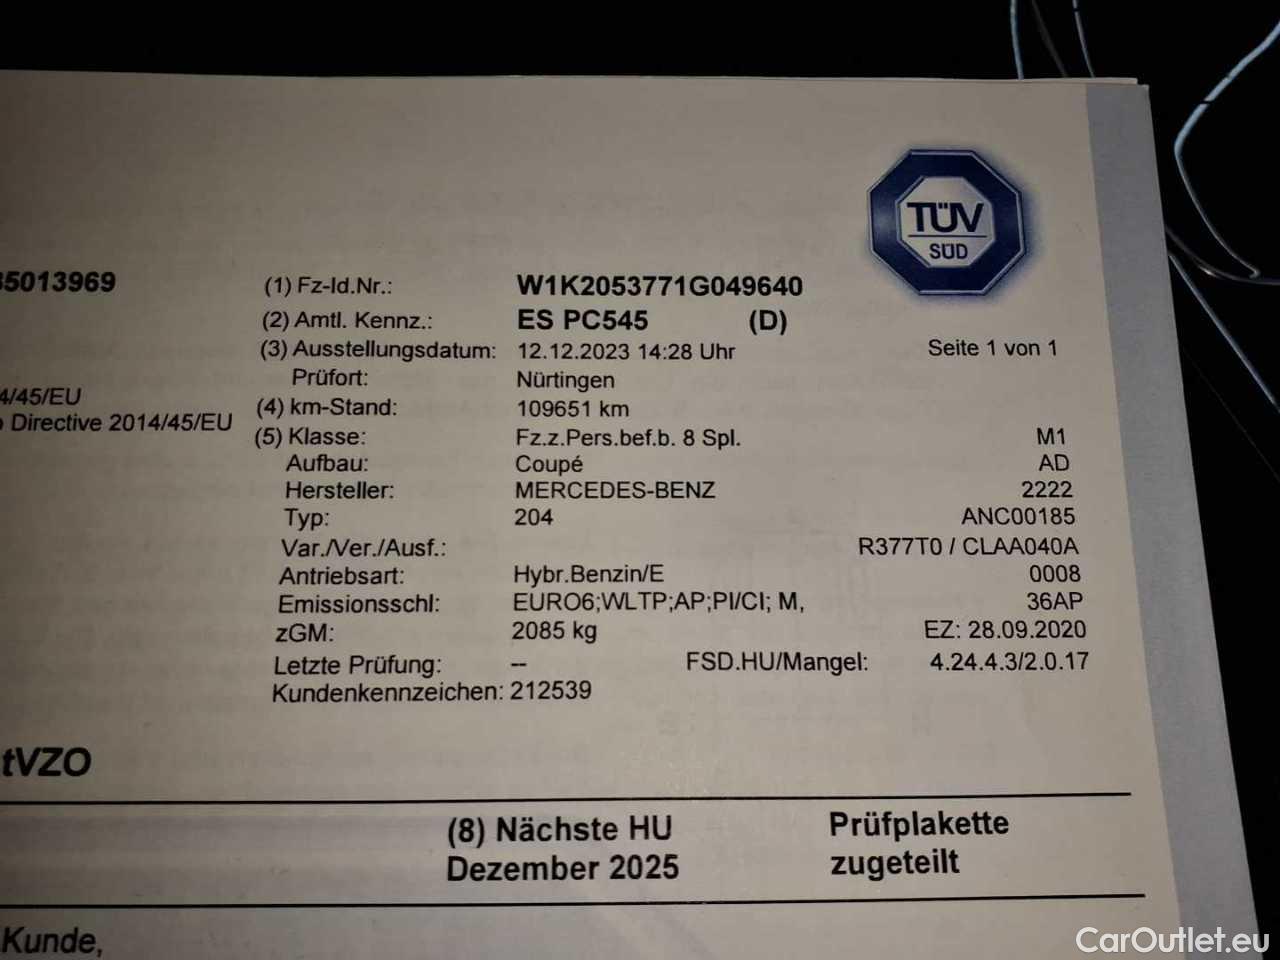 TÜV
SÜD
35013969
(1) Fz-Id.Nr.: W1K2053771G049640
(2) Amtl. Kennz.: ES PC545 (D)
(3) Ausstellungsdatum: 12.12.2023 14:28 Uhr Seite 1 von 1
Prüfort: Nürtingen
4/45/EU
(4) km-Stand: 109651 km
o Directive 2014/45/EU
(5) Klasse: Fz.z.Pers.bef.b. 8 Spl. M1
Aufbau: Coupé AD
Hersteller: MERCEDES-BENZ 2222
Typ: 204 ANC00185
Var./Ver./Ausf.: R377T0 / CLAA040A
Antriebsart: Hybr.Benzin/E 0008
Emissionsschl: EURO6;WLTP;AP;PI/CI; M, 36AP
zGM: 2085 kg EZ: 28.09.2020
Letzte Prüfung: -- FSD.HU/Mangel: 4.24.4.3/2.0.17
Kundenkennzeichen: 212539
tVZO
(8) Nächste HU Prüfplakette
Dezember 2025 zugeteilt
Kunde,
CarOutlet.eu